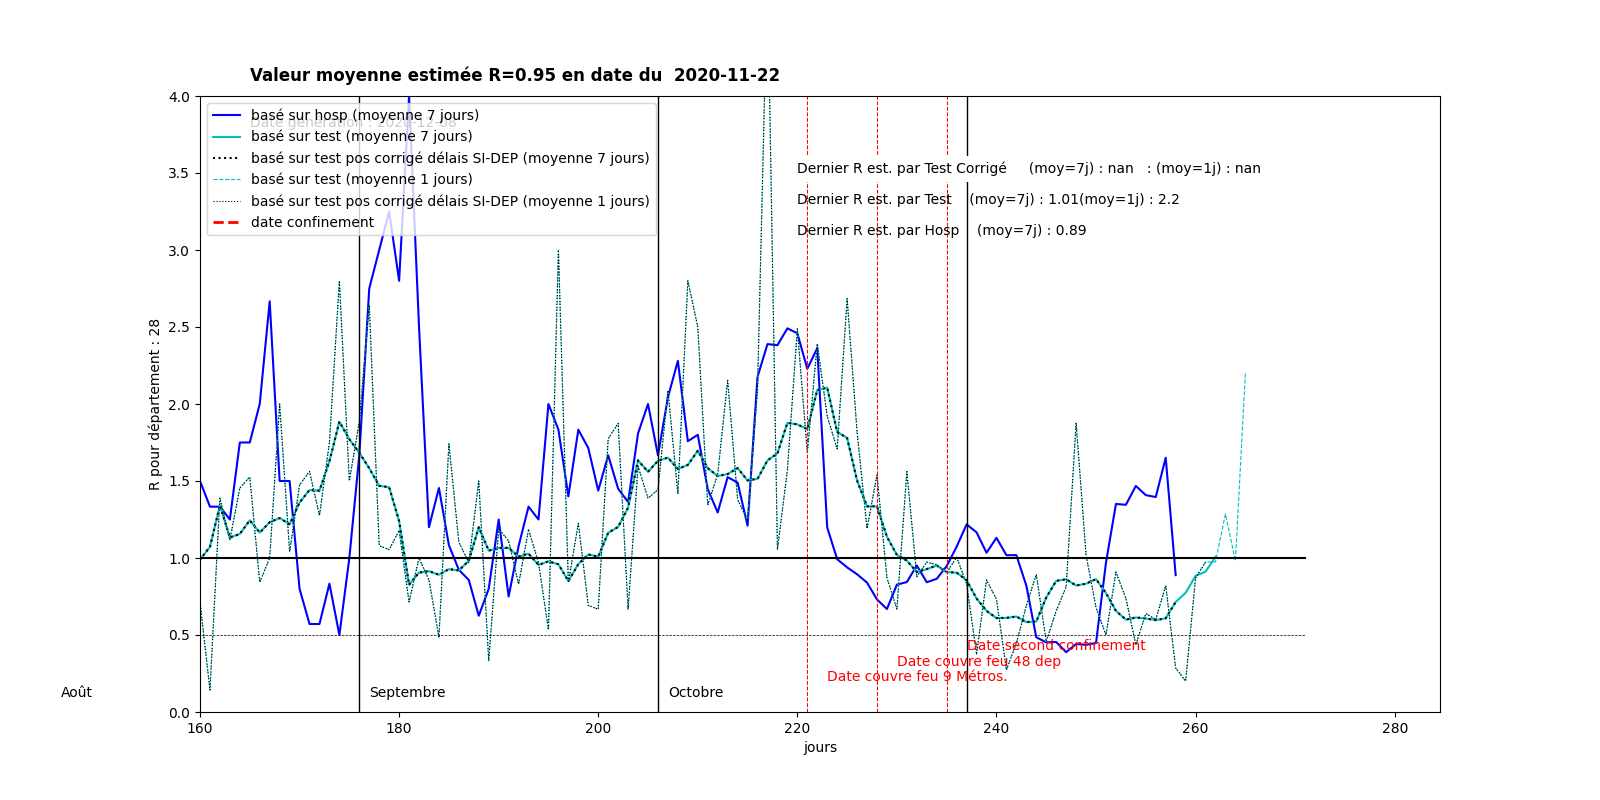 Valeur moyenne estimée R=0.95 en date du  2020-11-22
4.0
3.5
3.0
2.5
2.0
1.5
1.0
0.5
0.0
R pour département : 28
basé sur hosp (moyenne 7 jours)
basé sur test (moyenne 7 jours)
basé sur test pos corrigé délais SI-DEP (moyenne 7 jours)
basé sur test (moyenne 1 jours)
basé sur test pos corrigé délais SI-DEP (moyenne 1 jours)
date confinement
Dernier R est. par Test Corrigé     (moy=7j) : nan   : (moy=1j) : nan
Dernier R est. par Test    (moy=7j) : 1.01(moy=1j) : 2.2
Dernier R est. par Hosp    (moy=7j) : 0.89
Date second confinement
Date couvre feu 48 dep
Date couvre feu 9 Métros.
Août
Septembre
Octobre
160
180
200
220
240
260
280
jours